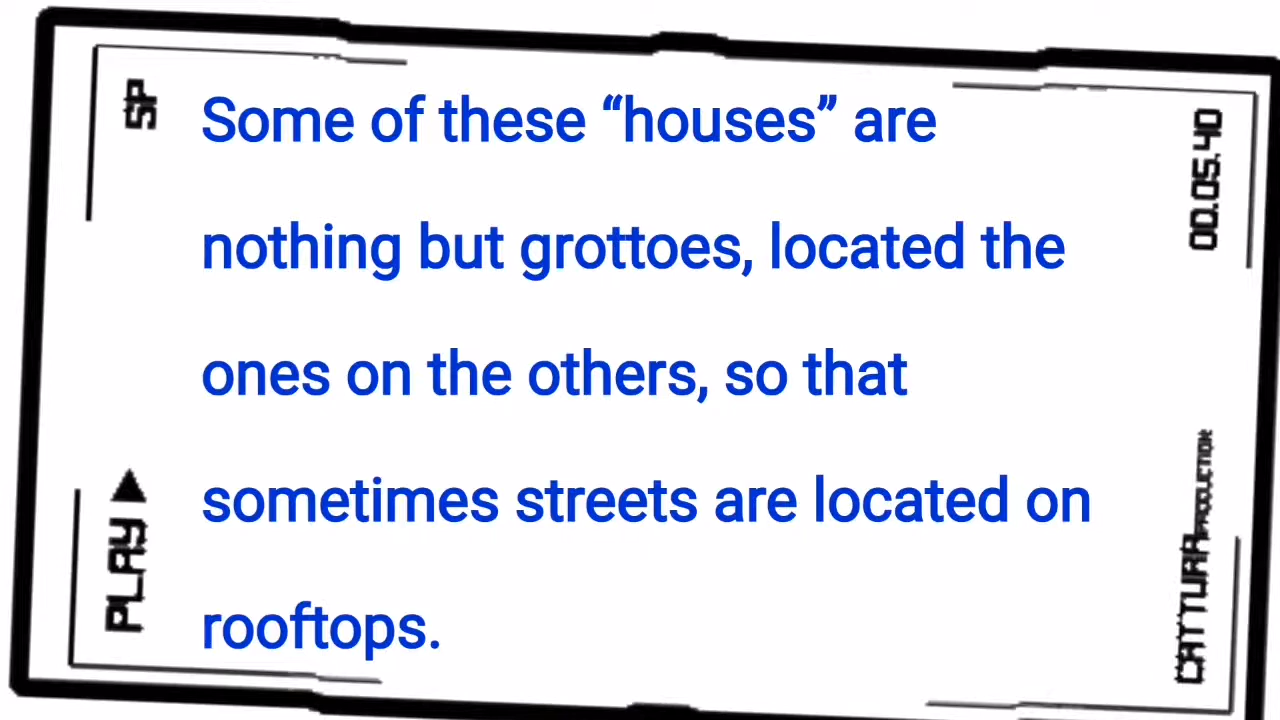 SP
Some of these “houses” are
nothing but grottoes, located the
ones on the others, so that
sometimes streets are located on
rooftops.
PLAY
00.05.40
CATTURA PRODUCTION